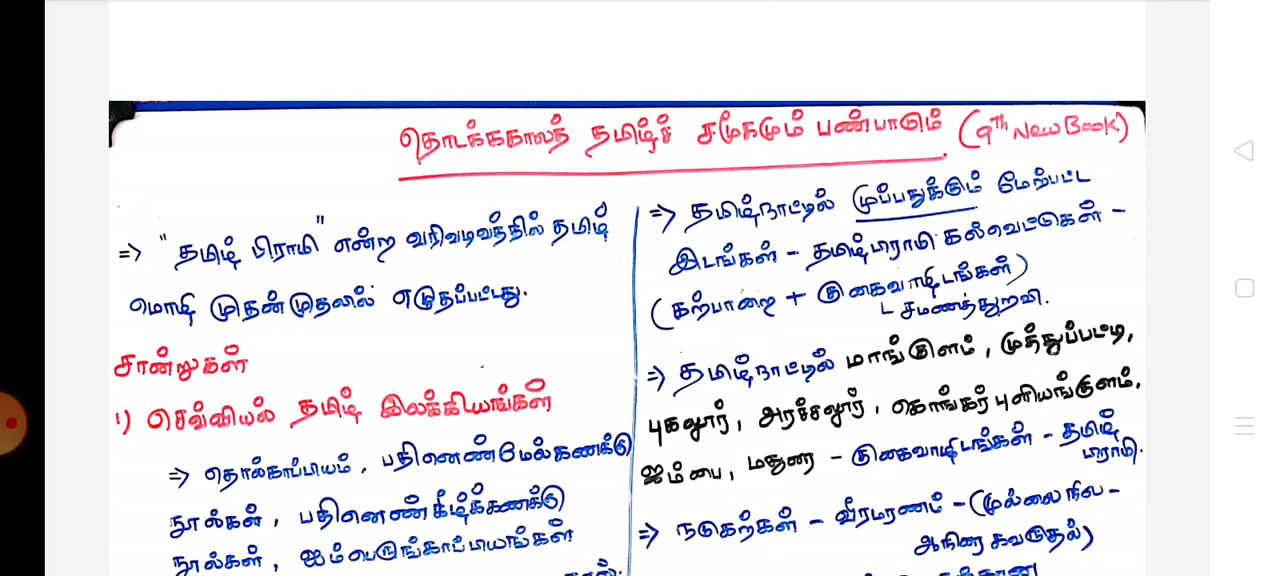 தொடக்ககாலத் தமிழ்ச் சமூகமும் பண்பாடும் (9th New Book)
=> "தமிழ் பிராமி" என்ற வரிவடிவத்தில் தமிழ்
மொழி முதன்முதலில் எழுதப்பட்டது.
சான்றுகள்
1) செவ்வியல் தமிழ் இலக்கியங்கள்
=> தொல்காப்பியம், பதினெண்மேல்கணக்கு
நூல்கள், பதினெண்கீழ்க்கணக்கு
நூல்கள், ஐம்பெருங்காப்பியங்கள்
=> தமிழ்நாட்டில் முப்பதுக்கும் மேற்பட்ட
இடங்கள் - தமிழ்பிராமி கல்வெட்டுகள் -
(கற்பாறை + குகைவாழிடங்கள்)
சமணத்துறவி.
=> தமிழ்நாட்டில் மாங்குளம், முத்துப்பட்டி,
புகலூர், அரச்சலூர், கொங்கர்புளியங்குளம்,
ஜம்பை, மதுரை - குகைவாழிடங்கள் - தமிழ்
பிராமி.
=> நடுகற்கள் - வீரமரணம் - (முல்லை நில -
ஆநிரை கவருதல்)